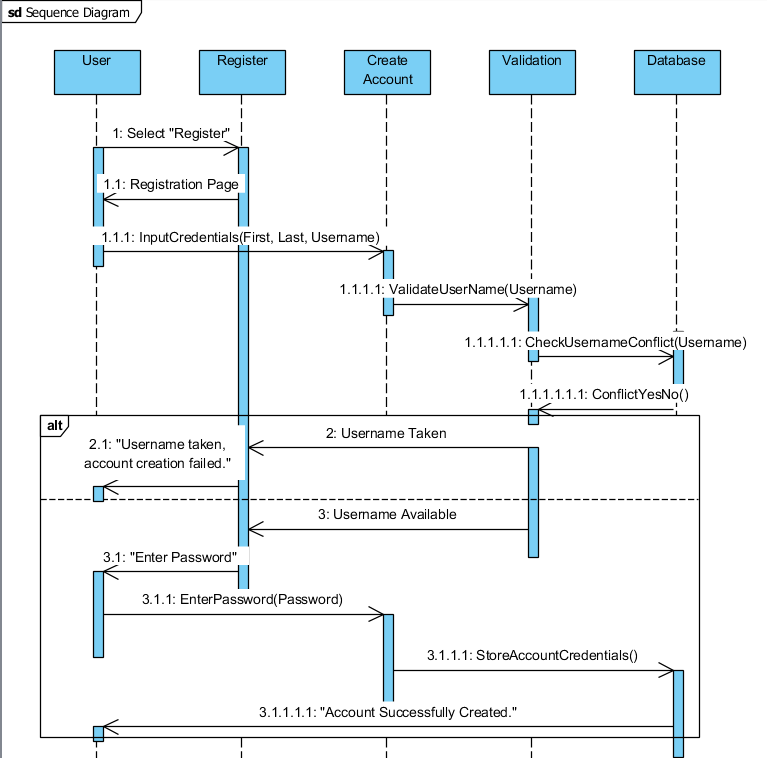 sd Sequence Diagram
User
Register
Create
Account
Validation
Database
1: Select "Register"
1.1: Registration Page
1.1.1: InputCredentials(First, Last, Username)
1.1.1.1: ValidateUserName(Username)
1.1.1.1.1: CheckUsernameConflict(Username)
1.1.1.1.1.1: ConflictYesNo()
alt
2: Username Taken
2.1: "Username taken,
account creation failed."
3: Username Available
3.1: "Enter Password"
3.1.1: EnterPassword(Password)
3.1.1.1: StoreAccountCredentials()
3.1.1.1.1: "Account Successfully Created."